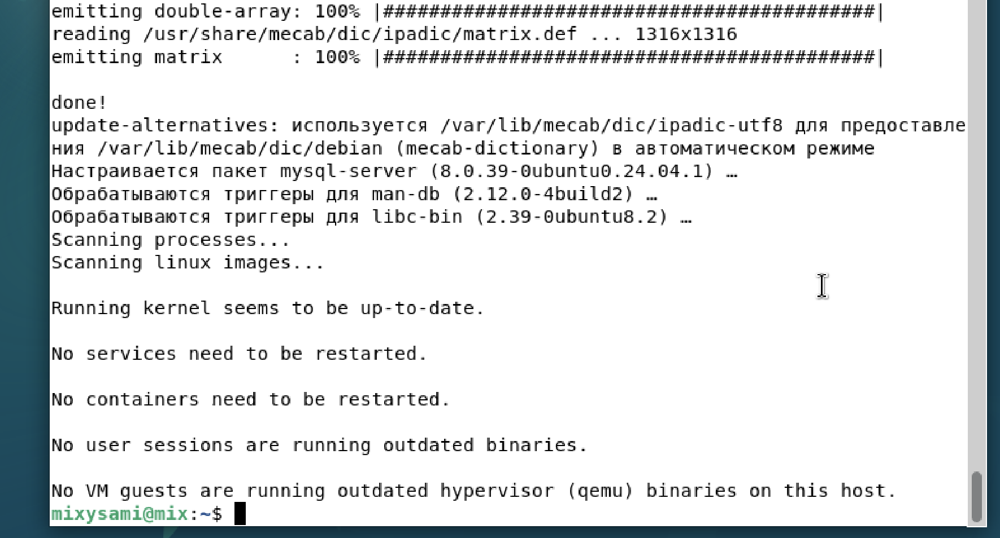 emitting double-array: 100% |###########################################|
reading /usr/share/mecab/dic/ipadic/matrix.def ... 1316x1316
emitting matrix      : 100% |###########################################|
done!
update-alternatives: используется /var/lib/mecab/dic/ipadic-utf8 для предоставле
ния /var/lib/mecab/dic/debian (mecab-dictionary) в автоматическом режиме
Настраивается пакет mysql-server (8.0.39-0ubuntu0.24.04.1) …
Обрабатываются триггеры для man-db (2.12.0-4build2) …
Обрабатываются триггеры для libc-bin (2.39-0ubuntu8.2) …
Scanning processes...
Scanning linux images...
Running kernel seems to be up-to-date.
No services need to be restarted.
No containers need to be restarted.
No user sessions are running outdated binaries.
No VM guests are running outdated hypervisor (qemu) binaries on this host.
mixysami@mix:~$